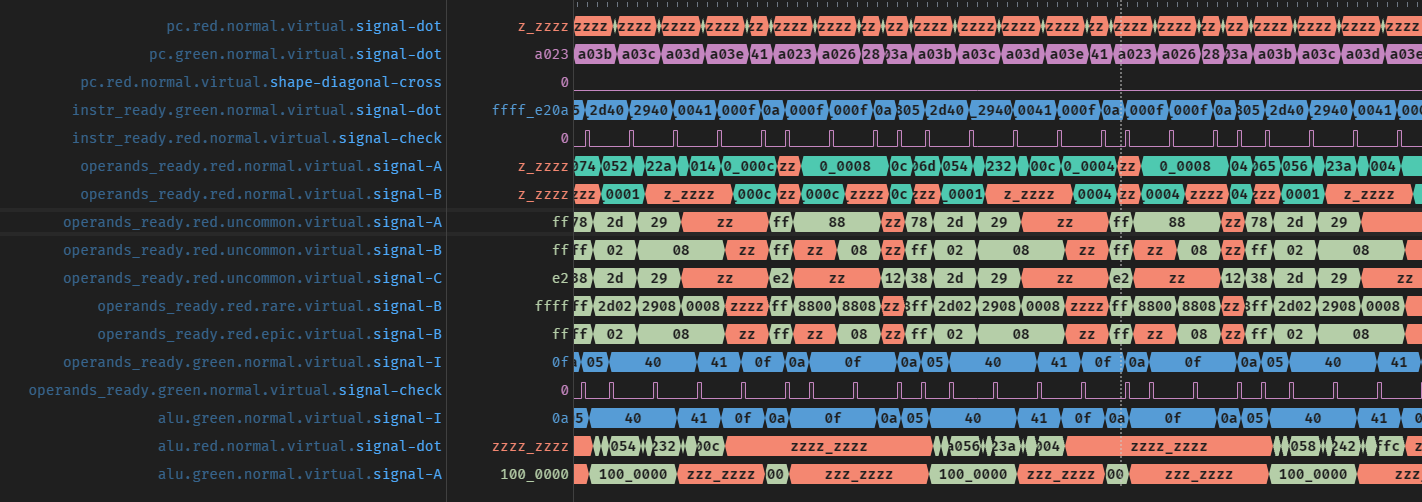 pc.red.normal.virtual.signal-dot z_zzzz zzzz zzzz zzzz zzzz zz zzzz zzzz zz zzzz zzzz zzzz zzzz zz zzzz zzzz zz zzzz zzzz zzzz zzzz
pc.green.normal.virtual.signal-dot a023 a03b a03c a03d a03e 41 a023 a026 28 03a a03b a03c a03d a03e 41 a023 a026 28 03a a03b a03c a03d a03e
pc.red.normal.virtual.shape-diagonal-cross 0
instr_ready.green.normal.virtual.signal-dot ffff_e20a 5 2d40 2940 0041 000f 0a 000f 000f 0a 805 2d40 2940 0041 000f 0a 000f 000f 0a 805 2d40 2940 0041 000
instr_ready.red.normal.virtual.signal-check 0
operands_ready.red.normal.virtual.signal-A z_zzzz 074 052 22a 014 0_000c zz 0_0008 0c 06d 054 232 00c 0_0004 zz 0_0008 04 065 056 23a 004
operands_ready.red.normal.virtual.signal-B z_zzzz zzz 0001 z_zzzz 000c zz 000c zzzz 0c zzz 0001 z_zzzz 0004 zz 0004 zzzz 04 zzz 0001 z_zzzz
operands_ready.red.uncommon.virtual.signal-A ff 78 2d 29 zz ff 88 zz 78 2d 29 zz ff 88 zz 78 2d 29
operands_ready.red.uncommon.virtual.signal-B ff ff 02 08 zz ff zz 08 zz ff 02 08 zz ff zz 08 zz ff 02 08
operands_ready.red.uncommon.virtual.signal-C e2 38 2d 29 zz e2 zz 12 38 2d 29 zz e2 zz 12 38 2d 29 zz
operands_ready.red.rare.virtual.signal-B ffff ff 2d02 2908 0008 zzzz ff 8800 8808 zz 8ff 2d02 2908 0008 zzzz ff 8800 8808 zz 8ff 2d02 2908 0008
operands_ready.red.epic.virtual.signal-B ff ff 02 08 zz ff zz 08 zz ff 02 08 zz ff zz 08 zz ff 02 08
operands_ready.green.normal.virtual.signal-I 0f 05 40 41 0f 0a 0f 0a 05 40 41 0f 0a 0f 0a 05 40 41
operands_ready.green.normal.virtual.signal-check 0
alu.green.normal.virtual.signal-I 0a 5 40 41 0f 0a 0f 0a 05 40 41 0f 0a 0f 0a 05 40 41 0
alu.red.normal.virtual.signal-dot zzzz_zzzz 054 232 00c zzzz_zzzz 056 23a 004 zzzz_zzzz 058 242 ffc z
alu.green.normal.virtual.signal-A 100_0000 100_0000 zzz_zzzz 00 zzz_zzzz 100_0000 zzz_zzzz 00 zzz_zzzz 100_0000 zzz